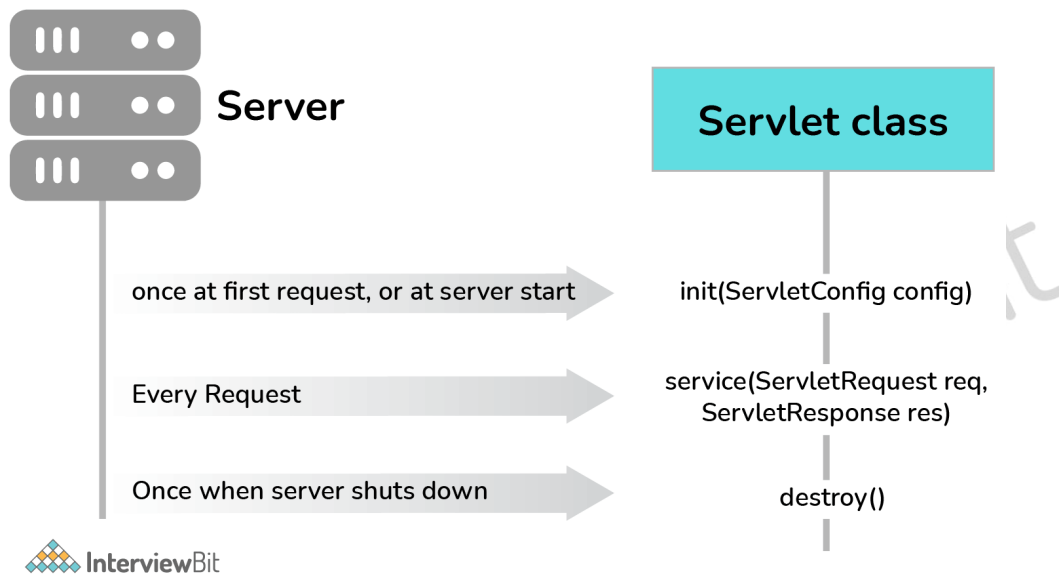 Server
Servlet class
once at first request, or at server start
init(ServletConfig config)
Every Request
service(ServletRequest req,
ServletResponse res)
Once when server shuts down
destroy()
InterviewBit